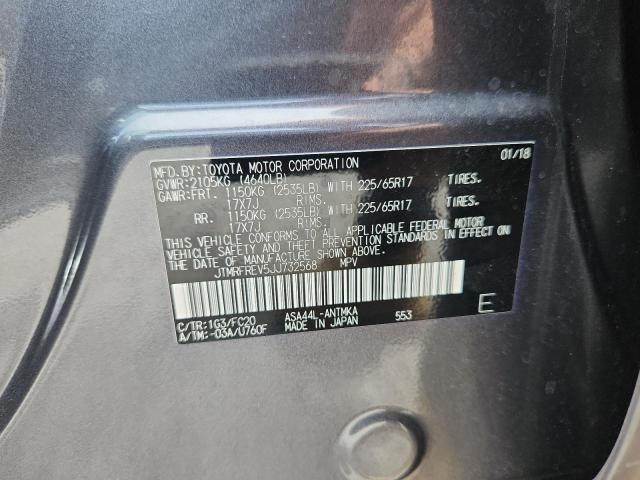 MFD. BY: TOYOTA MOTOR CORPORATION 01/18
GVWR: 2105KG (4640LB)
GAWR: FRT. 1150KG (2535LB) WITH 225/65R17 TIRES.
17X7J RIMS.
RR. 1150KG (2535LB) WITH 225/65R17 TIRES.
17X7J RIMS.
THIS VEHICLE CONFORMS TO ALL APPLICABLE FEDERAL MOTOR
VEHICLE SAFETY AND THEFT PREVENTION STANDARDS IN EFFECT ON
THE DATE OF MANUFACTURE SHOWN ABOVE.
JTMRFREV5JJ732568 MPV
C/TR: 1G3/FC20 ASA44L-ANTMKA 553 E
A/TM: -03A/U760F MADE IN JAPAN